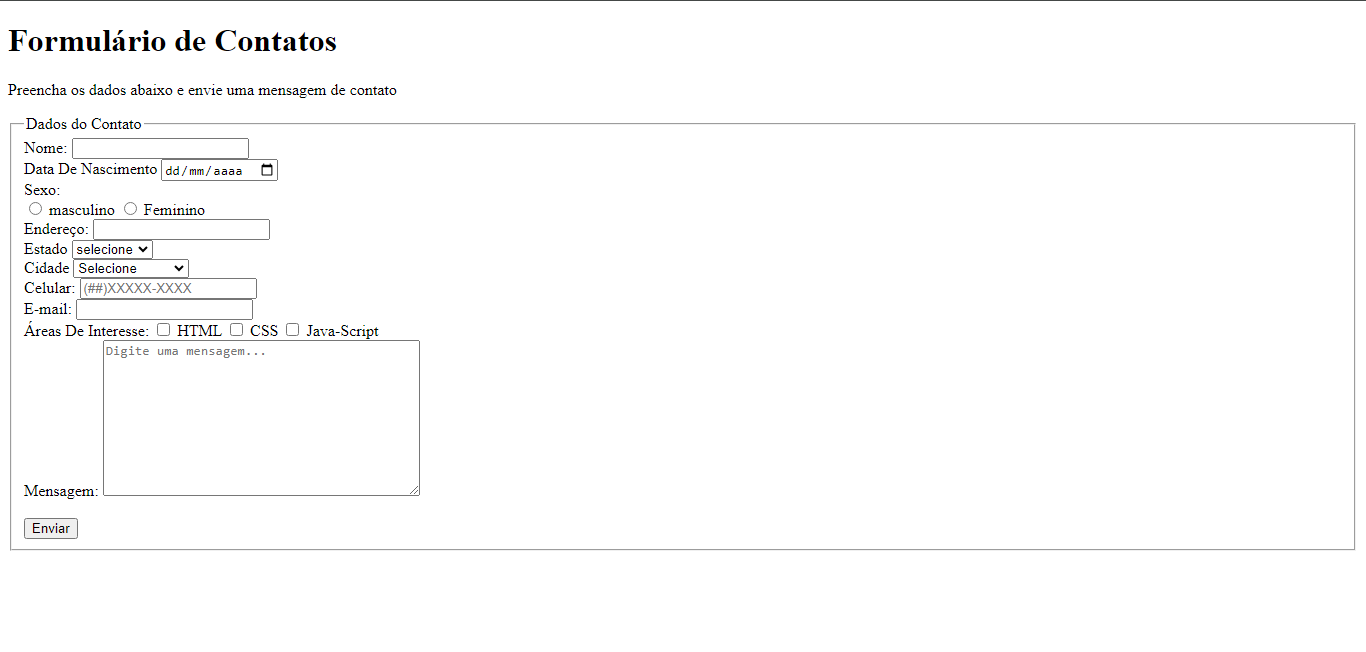 Formulário de Contatos
Preencha os dados abaixo e envie uma mensagem de contato
Dados do Contato
Nome:
Data De Nascimento dd/mm/aaaa
Sexo:
masculino Feminino
Endereço:
Estado selecione
Cidade Selecione
Celular: (##)XXXXX-XXXX
E-mail:
Áreas De Interesse: HTML CSS Java-Script
Digite uma mensagem...
Mensagem:
Enviar